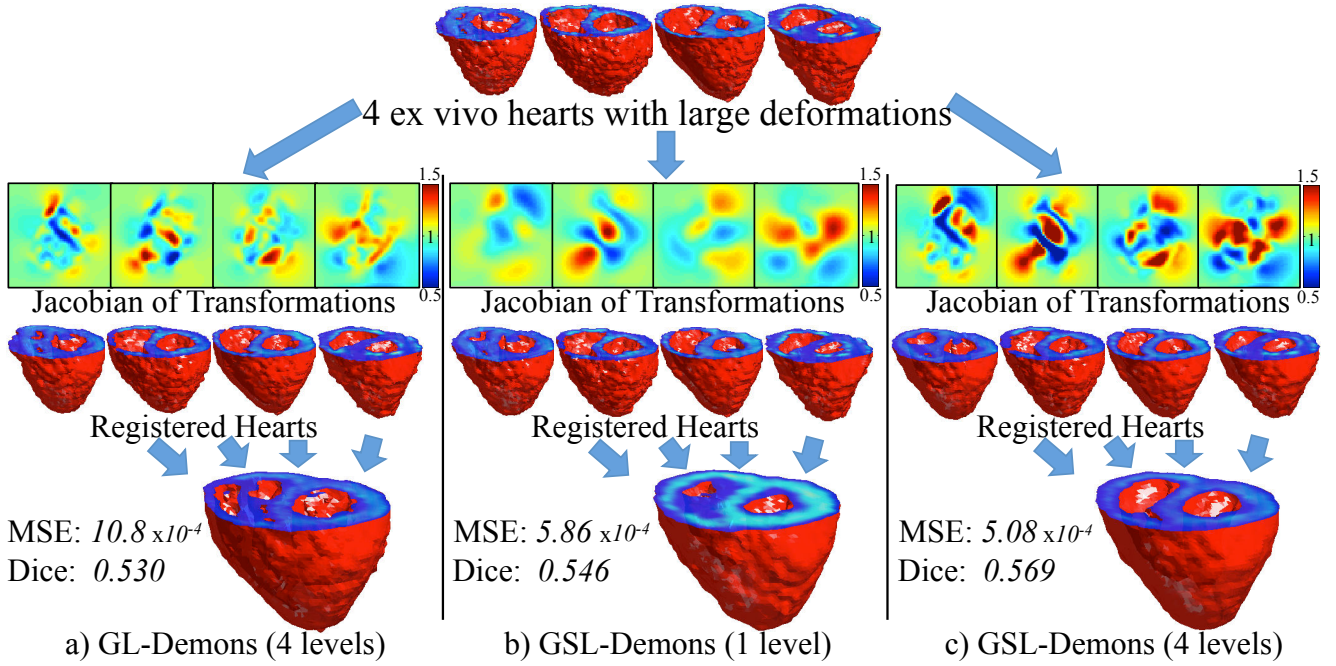 4 ex vivo hearts with large deformations
1.5
1
0.5
Jacobian of Transformations
Registered Hearts
MSE: 10.8 x10-4
Dice: 0.530
a) GL-Demons (4 levels)
1.5
1
0.5
Jacobian of Transformations
Registered Hearts
MSE: 5.86 x10-4
Dice: 0.546
b) GSL-Demons (1 level)
1.5
1
0.5
Jacobian of Transformations
Registered Hearts
MSE: 5.08 x10-4
Dice: 0.569
c) GSL-Demons (4 levels)